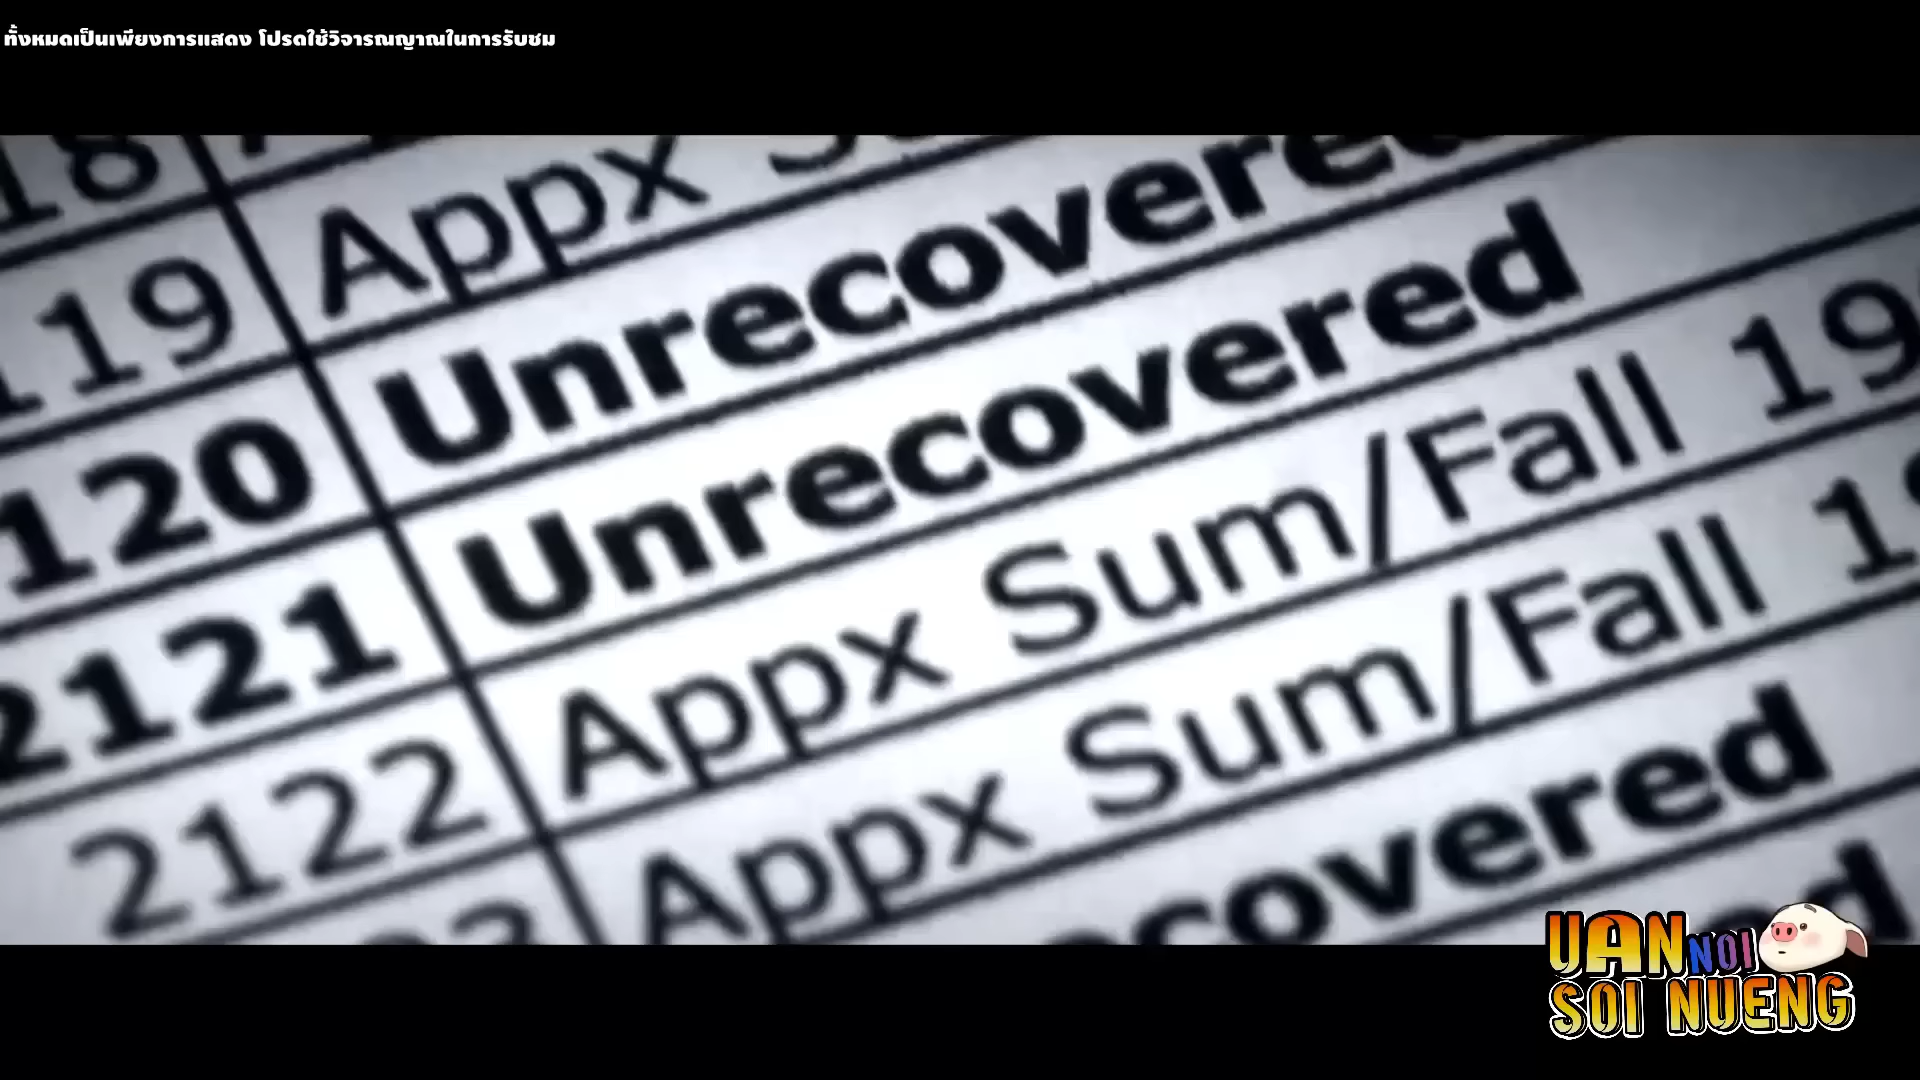 ทั้งหมดเป็นเพียงการแสดง โปรดใช้วิจารณญาณในการรับชม
18
119 Appx
120 Unrecovered
2121 Unrecovered
2122 Appx Sum/Fall 19
Appx Sum/Fall 19
covered
UAN NOI
SOI NUENG